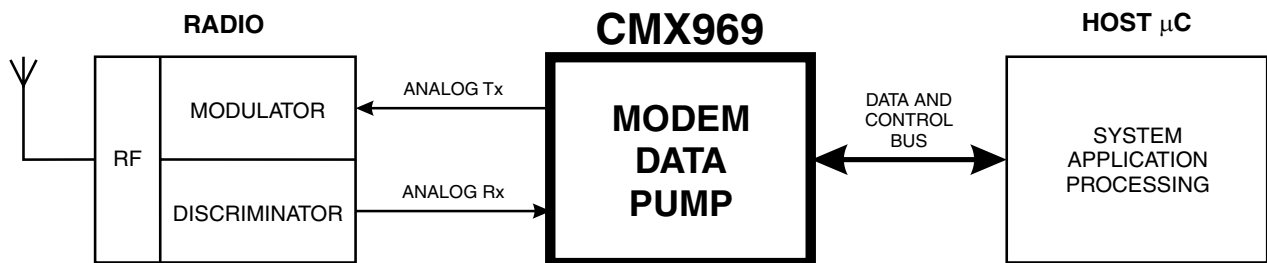 RADIO
CMX969
HOST μC
RF
MODULATOR
DISCRIMINATOR
ANALOG Tx
ANALOG Rx
MODEM
DATA
PUMP
DATA AND
CONTROL
BUS
SYSTEM
APPLICATION
PROCESSING